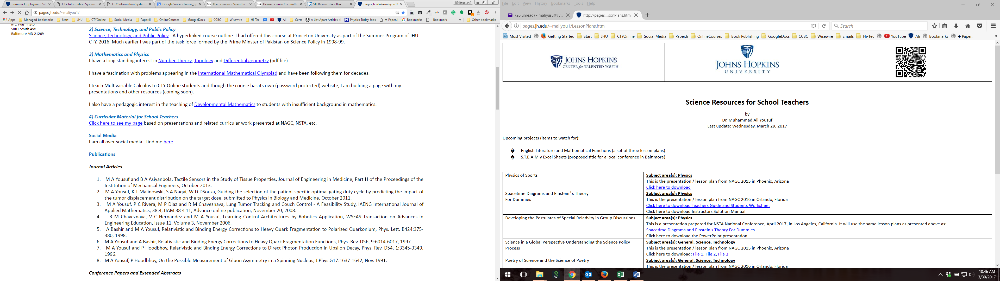 Summer Employment Si
CTY Information System
CTY Information System
Google Voice - Fauzia_Sp
The Sciences - Scientific
House Science Committe
SD Review.xlsx - Box
pages.jh.edu/~maliyou1/
Muhammad
pages.jh.edu/~maliyou1/
Apps Managed bookmarks Start JHU CTYOnline Social Media Paper.li OnlineCourses GoogleDocs CCBC Wisewire Hi-Tec Ali Certs A List Apart Articles Physics Today Jobs + Paper.li Bookmarks +Bookmark » Other bookmarks
Mt. Washington
5801 Smith Ave
Baltimore MD 21209
2) Science, Technology, and Public Policy
Science, Technology, and Public Policy - A hyperlinked course outline. I had offered this course at Princeton University as part of the Summer Program of JHU
CTY, 2016. Much earlier I was part of the task force formed by the Prime Minster of Pakistan on Science Policy in 1998-99.
3) Mathematics and Physics
I have a long standing interest in Number Theory, Topology and Differential geometry (pdf file).
I have a fascination with problems appearing in the International Mathematical Olympiad and have been following them for decades.
I teach Multivariable Calculus to CTY Online students and though the course has its own (password protected) website, I am building a page with my
presentations and other resources (coming soon).
I also have a pedagogic interest in the teaching of Developmental Mathematics to students with insufficient background in mathematics.
4) Curricular Material for School Teachers
Click here to see my page based on presentations and related curricular work presented at NAGC, NSTA, etc.
Social Media
I am all over social media - find me here
Publications
Journal Articles
1. M A Yousuf and B A Asiyanbola, Tactile Sensors in the Study of Tissue Properties, Journal of Engineering in Medicine, Part H of the Proceedings of the
Institution of Mechanical Engineers, October 2013.
2. M A Yousuf, K T Malinowski, S A Naqvi, W D DSouza, Guiding the selection of the patient-specific optimal gating duty cycle by predicting the impact of
the tumor displacement distribution on the target dose, submitted to Physics in Biology and Medicine, October 2011.
3. M A Yousuf, P C Rivera, M P Diaz and R M Chaveznava, Lung Tumor Tracking and Couch Control - A Feasibility Study, IAENG International Journal of
Applied Mathematics, 38:4, IJAM 38 4 11, Advance online publication, November 20, 2008.
4. R M Chaveznava, V C Hernandez and M A Yousuf, Learning Control Architectures by Robotics Application, WSEAS Transaction on Advances in
Engineering Education, Issue 11, Volume 3, November 2006.
5. A Bashir and M A Yousuf, Relativistic and Binding Energy Corrections to Heavy Quark Fragmentation to Polarized Quarkonium, Phys. Lett. B424:375-
380, 1998.
6. M A Yousuf and A Bashir, Relativistic and Binding Energy Corrections to Heavy Quark Fragmentation Functions, Phys. Rev. D56, 9:6014-6017, 1997.
7. M A Yousuf and P Hoodbhoy, Relativistic and Binding Energy Corrections to Direct Photon Production in Upsilon Decay, Phys. Rev. D54, 1:3345-3349,
1996.
8. M A Yousuf, P Hoodbhoy, On the Possible Measurement of Gluon Asymmetry in a Spinning Nucleus, J.Phys.G17:1637-1642, Nov. 1991.
Conference Papers and Extended Abstracts
File Edit View History Bookmarks Tools Help
(26 unread) - maliyusuf@y...
http://pages....sonPlans.htm
pages.jh.edu/~maliyou1/LessonPlans.htm
Search
Most Visited Getting Started Start JHU CTYOnline Social Media Paper.li OnlineCourses Book Publishing GoogleDocs CCBC Wisewire Emails Hi-Tec YouTube Ali Bookmarks + Paper.li »
JOHNS HOPKINS
CENTER for TALENTED YOUTH
JOHNS HOPKINS
UNIVERSITY
Science Resources for School Teachers
by
Dr. Muhammad Ali Yousuf
Last update: Wednesday, March 29, 2017
Upcoming projects (items to watch for):
� English Literature and Mathematical Functions (a set of three lesson plans)
� S.T.E.A.M y Excel Sheets (proposed title for a local conference in Baltimore)
Physics of Sports
Subject area(s): Physics
This is the presentation / lesson plan from NAGC 2015 in Phoenix, Arizona
Click here to download
Spacetime Diagrams and Einstein's Theory
For Dummies
Subject area(s): Physics
This is the presentation / lesson plan from NAGC 2016 in Orlando, Florida
Click here to download Teachers Guide and Students Worksheet
Click here to download Instructors Solution Manual
Developing the Postulates of Special Relativity in Group Discussions
Subject area(s): Physics
This is a presentation prepared for NSTA National Conference, April 2017, in Los Angeles, California. It will use the same lesson plans as presented above as:
Spacetime Diagrams and Einstein's Theory For Dummies.
Click here to download the PowerPoint presentation
Science in a Global Perspective Understanding the Science Policy
Process
Subject area(s): General, Science, Technology
This is the presentation / lesson plan from NAGC 2015 in Phoenix, Arizona
Click here to download: File 1, File 2, File 3
Poetry of Science and the Science of Poetry
Subject area(s): General, Science, Technology
This is the presentation / lesson plan from NAGC 2016 in Orlando, Florida
10:46 AM
3/30/2017